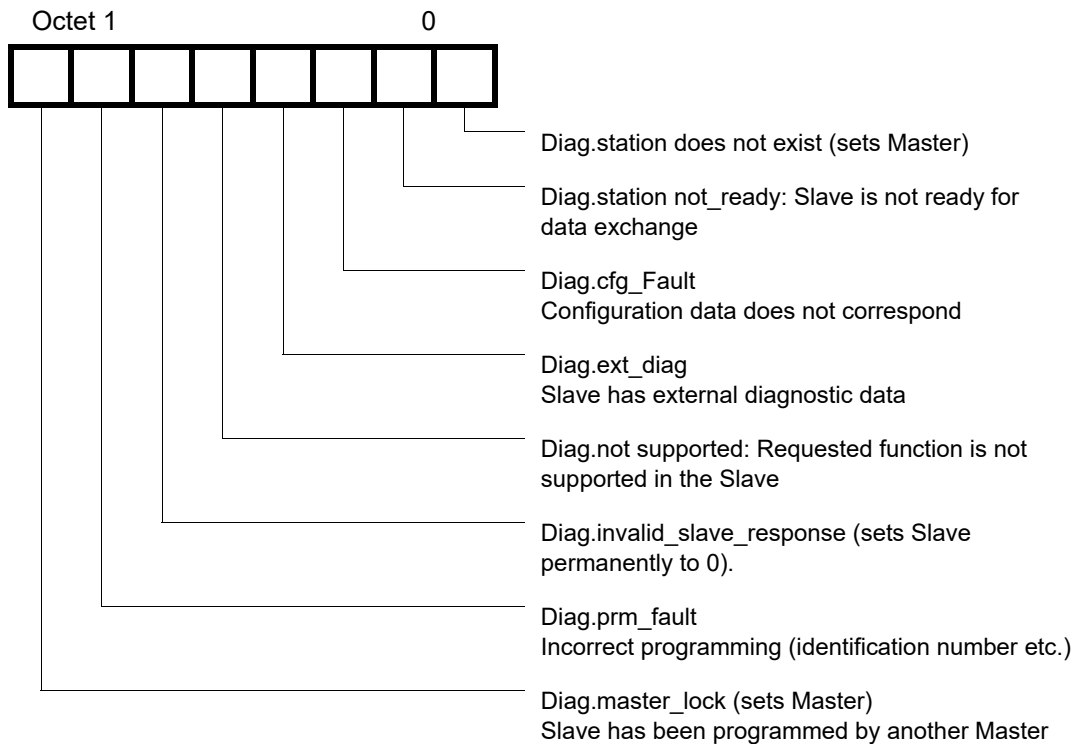 Octet 1 0
Diag.station does not exist (sets Master)
Diag.station not_ready: Slave is not ready for
data exchange
Diag.cfg_Fault
Configuration data does not correspond
Diag.ext_diag
Slave has external diagnostic data
Diag.not supported: Requested function is not
supported in the Slave
Diag.invalid_slave_response (sets Slave
permanently to 0).
Diag.prm_fault
Incorrect programming (identification number etc.)
Diag.master_lock (sets Master)
Slave has been programmed by another Master